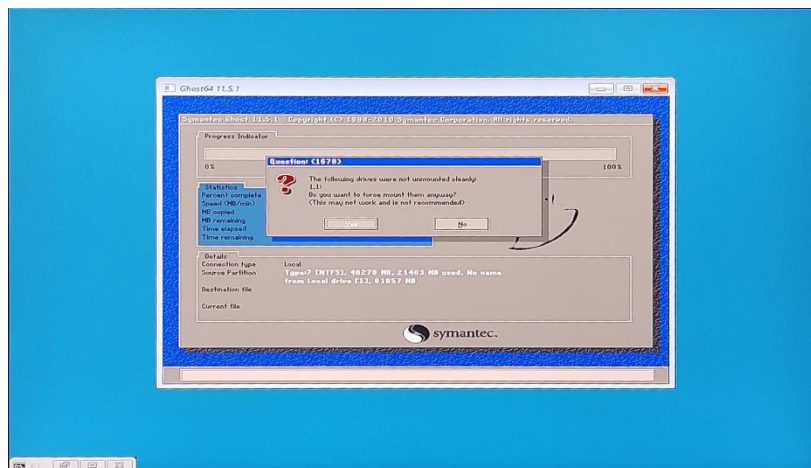 Ghost64 11.5.1
Symantec Ghost 11.5.1 Copyright (C) 1998-2010 Symantec Corporation. All rights reserved.
Progress Indicator
0%
100%
Question: (1678)
The following drives were not unmounted cleanly:
1.1:
Do you want to force mount them anyway?
(This may not work and is not recommended)
Yes
No
Statistics
Percent complete
Speed (MB/min)
MB copied
MB remaining
Time elapsed
Time remaining
Details
Connection type Local
Source Partition Type:7 [NTFS], 40278 MB, 21403 MB used, No name
from Local drive [1], 61057 MB
Destination file
Current file
symantec.